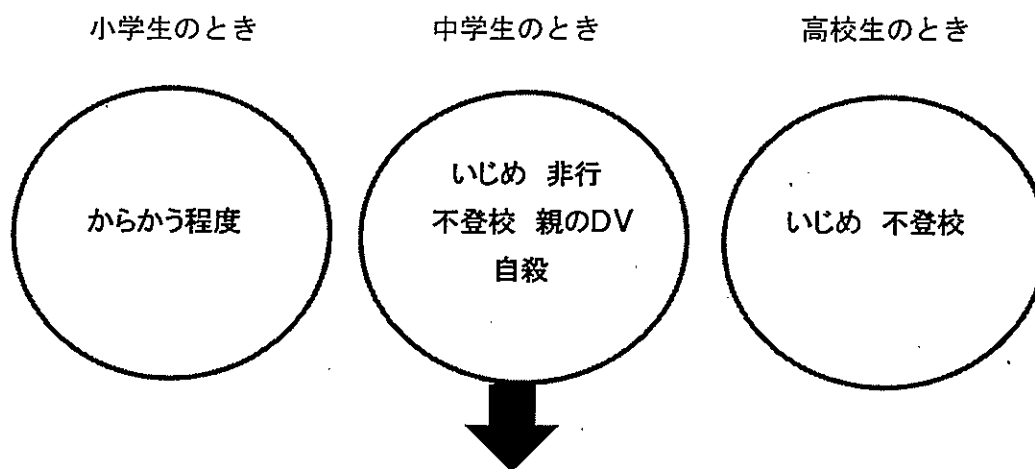 小学生のとき
中学生のとき
高校生のとき
からかう程度
いじめ 非行
不登校 親のDV
自殺
いじめ 不登校